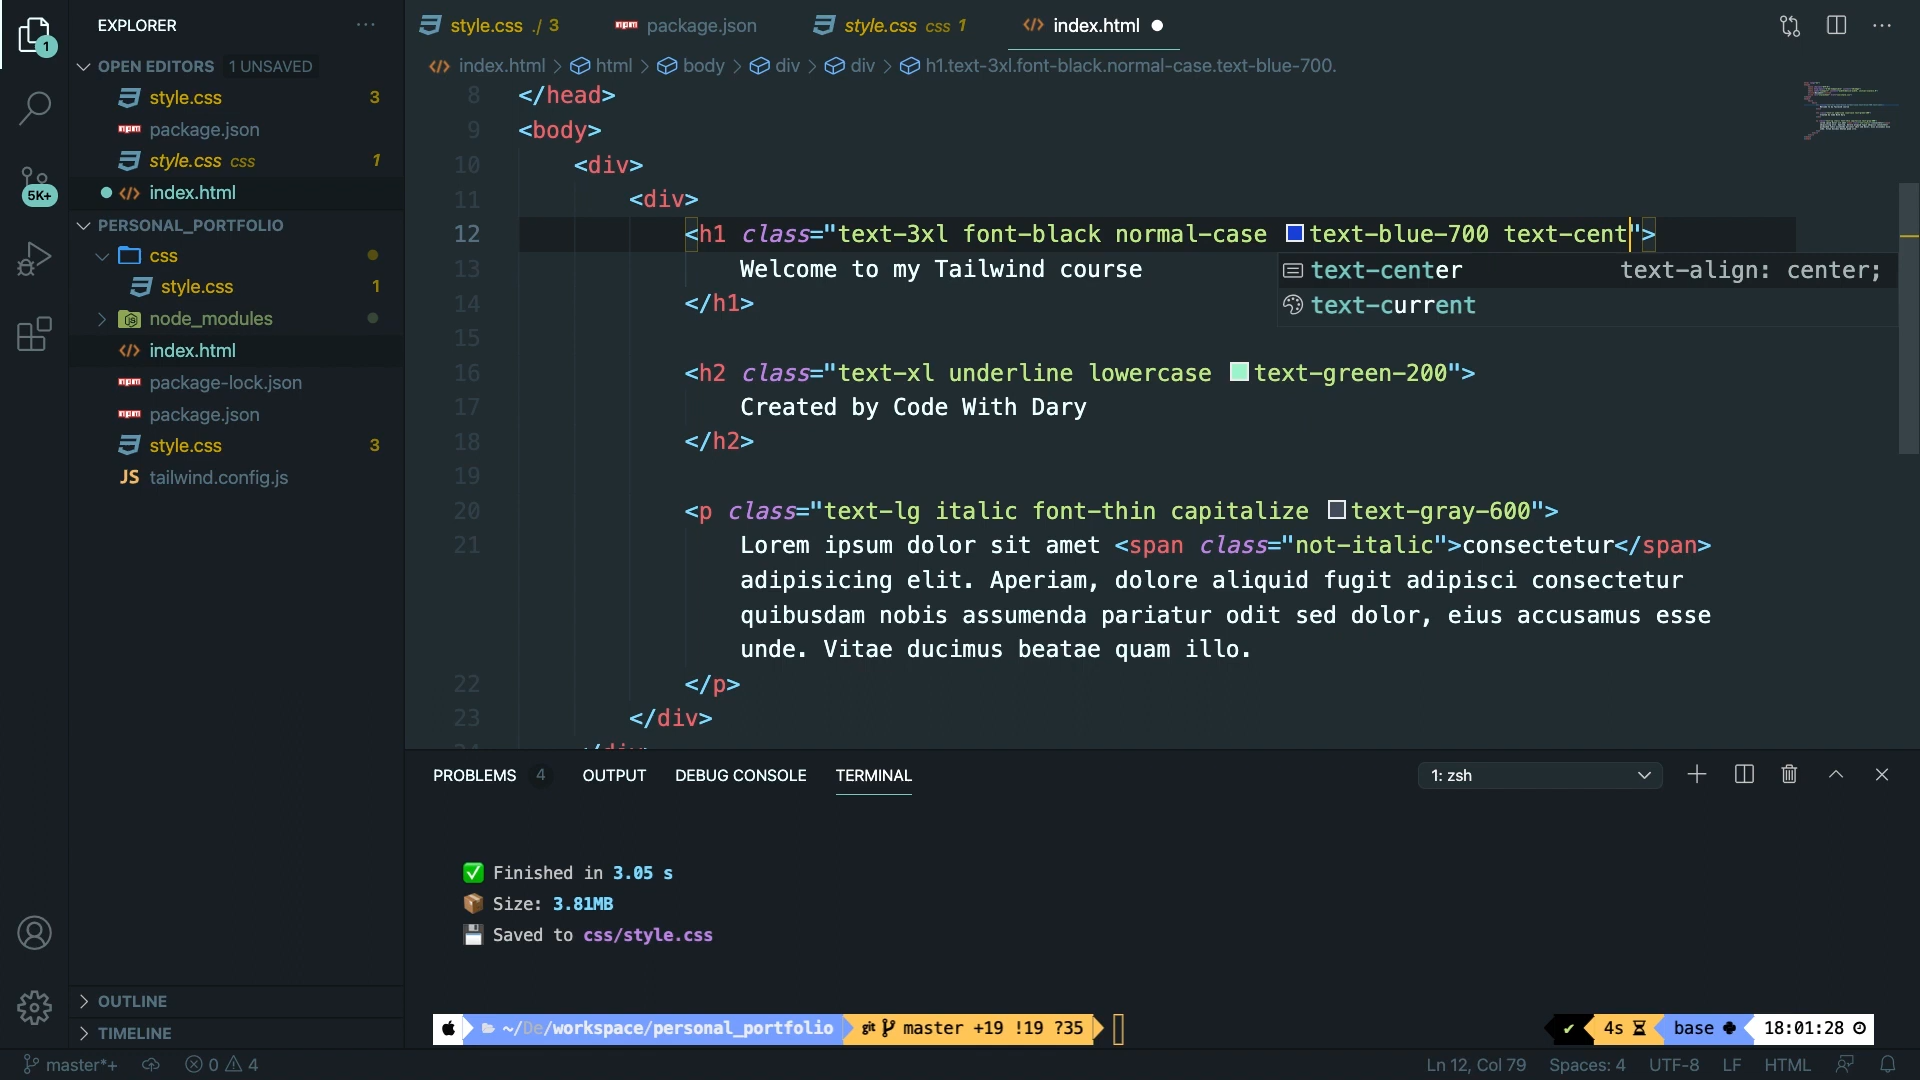 EXPLORER
1
OPEN EDITORS 1 UNSAVED
style.css 3
package.json
style.css css 1
index.html
PERSONAL_PORTFOLIO
css
style.css 1
node_modules
index.html
package-lock.json
package.json
style.css 3
JS tailwind.config.js
5K+
OUTLINE
TIMELINE
style.css ./ 3
package.json
style.css css 1
index.html
index.html > html > body > div > div > h1.text-3xl.font-black.normal-case.text-blue-700.
8 </head>
9 <body>
10 <div>
11 <div>
12 <h1 class="text-3xl font-black normal-case text-blue-700 text-cent">
13 Welcome to my Tailwind course
14 </h1>
15
16 <h2 class="text-xl underline lowercase text-green-200">
17 Created by Code With Dary
18 </h2>
19
20 <p class="text-lg italic font-thin capitalize text-gray-600">
21 Lorem ipsum dolor sit amet <span class="not-italic">consectetur</span>
adipisicing elit. Aperiam, dolore aliquid fugit adipisci consectetur
quibusdam nobis assumenda pariatur odit sed dolor, eius accusamus esse
unde. Vitae ducimus beatae quam illo.
22 </p>
23 </div>
text-center text-align: center;
text-current
PROBLEMS 4 OUTPUT DEBUG CONSOLE TERMINAL
1: zsh
✅ Finished in 3.05 s
📦 Size: 3.81MB
💾 Saved to css/style.css
~/De/workspace/personal_portfolio git master +19 !19 ?35
✔ 4s base 18:01:28
master*+ 0 4
Ln 12, Col 79 Spaces: 4 UTF-8 LF HTML